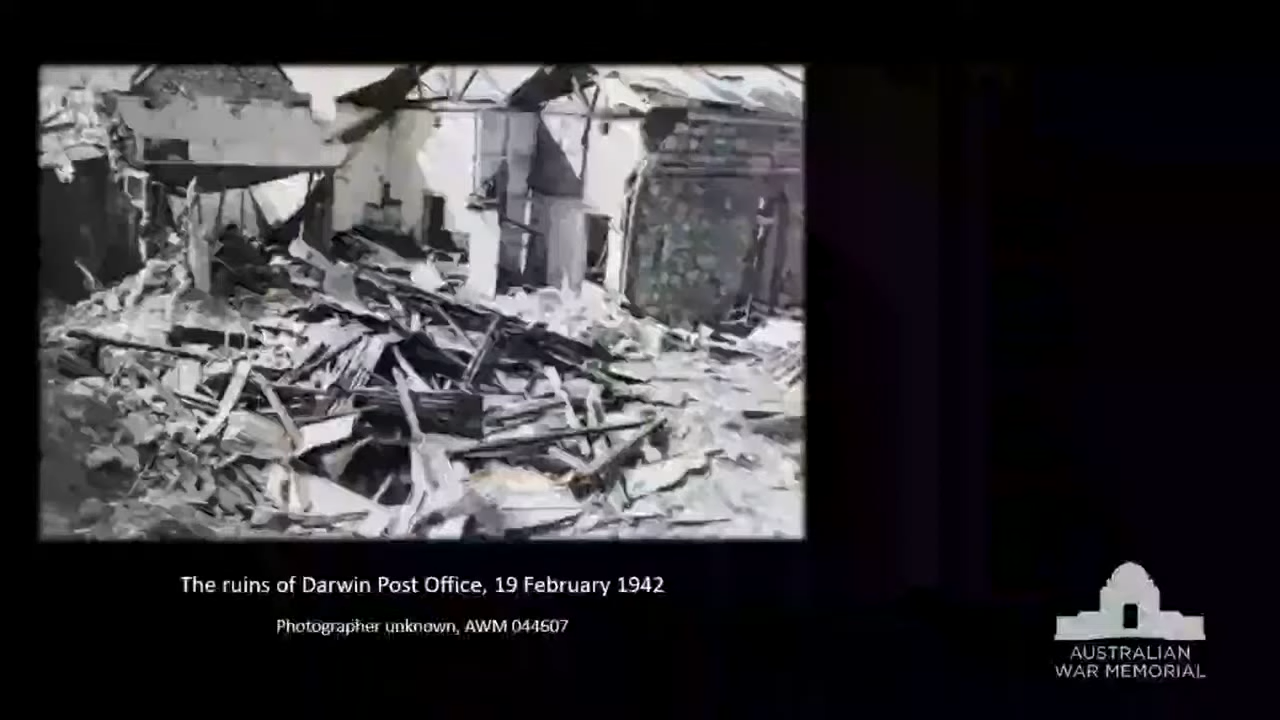 The ruins of Darwin Post Office, 19 February 1942
Photographer unknown, AWM 044607
AUSTRALIAN
WAR MEMORIAL